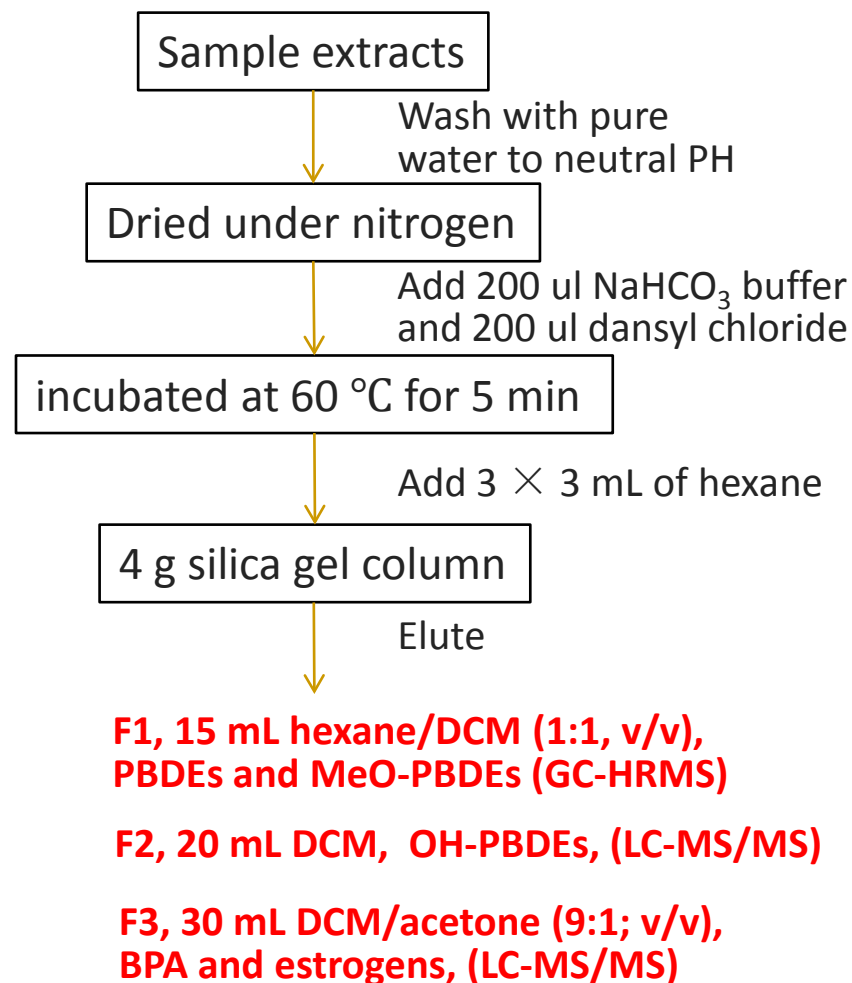 Sample extracts
Wash with pure
water to neutral PH
Dried under nitrogen
Add 200 ul NaHCO₃ buffer
and 200 ul dansyl chloride
incubated at 60 ℃ for 5 min
Add 3 × 3 mL of hexane
4 g silica gel column
Elute
F1, 15 mL hexane/DCM (1:1, v/v),
PBDEs and MeO-PBDEs (GC-HRMS)
F2, 20 mL DCM, OH-PBDEs, (LC-MS/MS)
F3, 30 mL DCM/acetone (9:1; v/v),
BPA and estrogens, (LC-MS/MS)